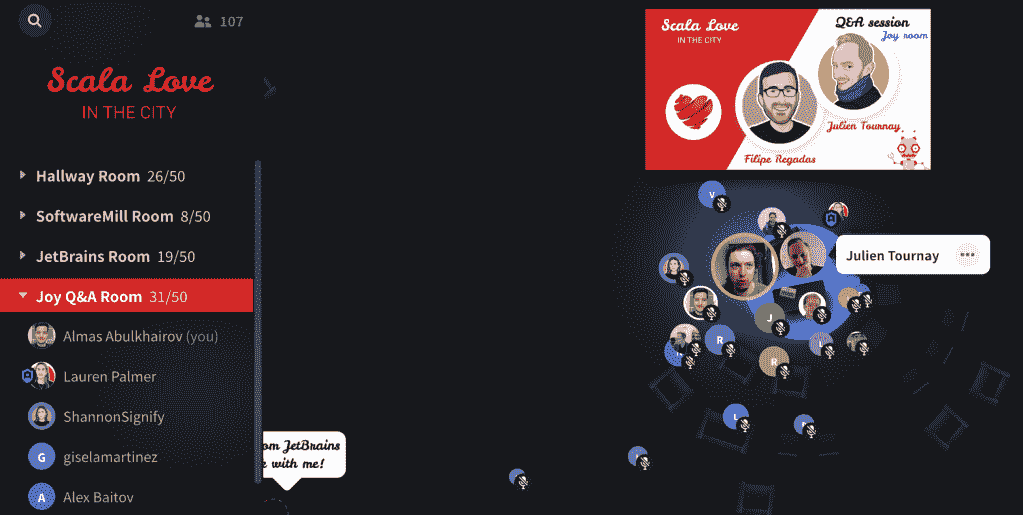 107
Scala Love
IN THE CITY
Hallway Room 26/50
SoftwareMill Room 8/50
JetBrains Room 19/50
Joy Q&A Room 31/50
Almas Abulkhairov (you)
Lauren Palmer
ShannonSignify
G giselamartinez
A Alex Baitov
om JetBrains
with me!
Scala Love
IN THE CITY
Q&A session
Joy room
Julien Tournay
Filipe Regadas
V
Julien Tournay
J
R
R
L